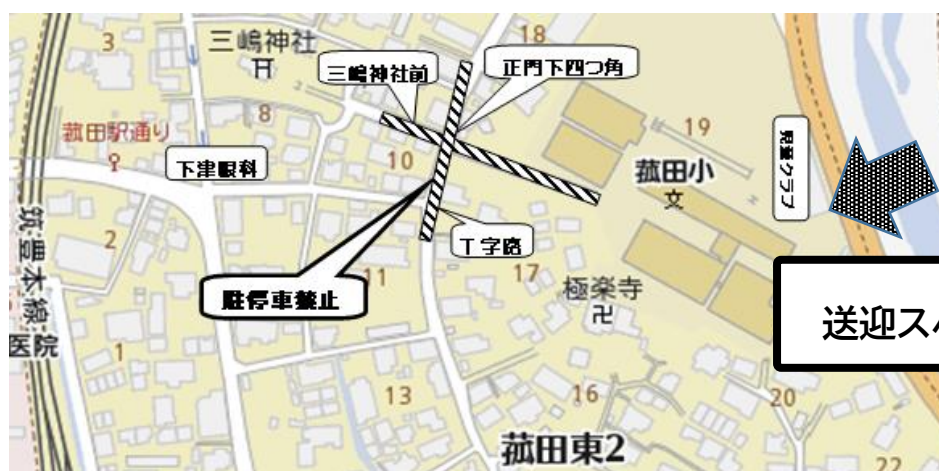 3
三嶋神社
18
三嶋神社前
正門下四つ角
菰田駅通り
8
19
下津眼科
10
菰田小
文
児童クラブ
2
T字路
筑豊本線
11
17
駐停車禁止
極楽寺
卍
医院
送迎ス
1
13
16
20
菰田東2
22